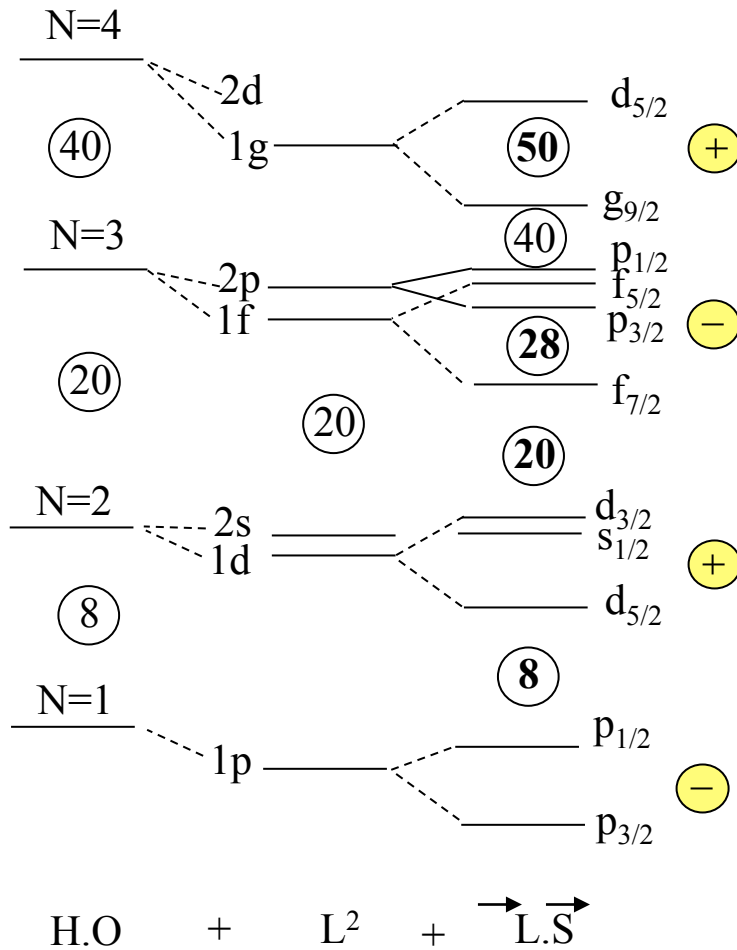 N=4
2d
d5/2
40
1g
50
+
g9/2
N=3
40
p1/2
2p
f5/2
1f
p3/2
−
28
20
f7/2
20
20
N=2
2s
d3/2
s1/2
1d
+
8
d5/2
8
N=1
p1/2
1p
−
p3/2
H.O + L² + L.S